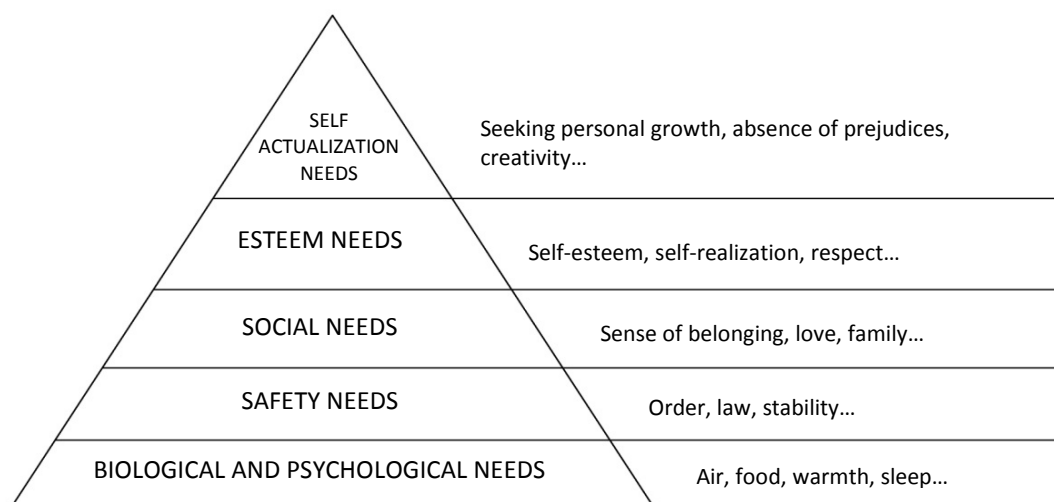 SELF
ACTUALIZATION
NEEDS
Seeking personal growth, absence of prejudices,
creativity…
ESTEEM NEEDS
Self-esteem, self-realization, respect…
SOCIAL NEEDS
Sense of belonging, love, family…
SAFETY NEEDS
Order, law, stability…
BIOLOGICAL AND PSYCHOLOGICAL NEEDS
Air, food, warmth, sleep…